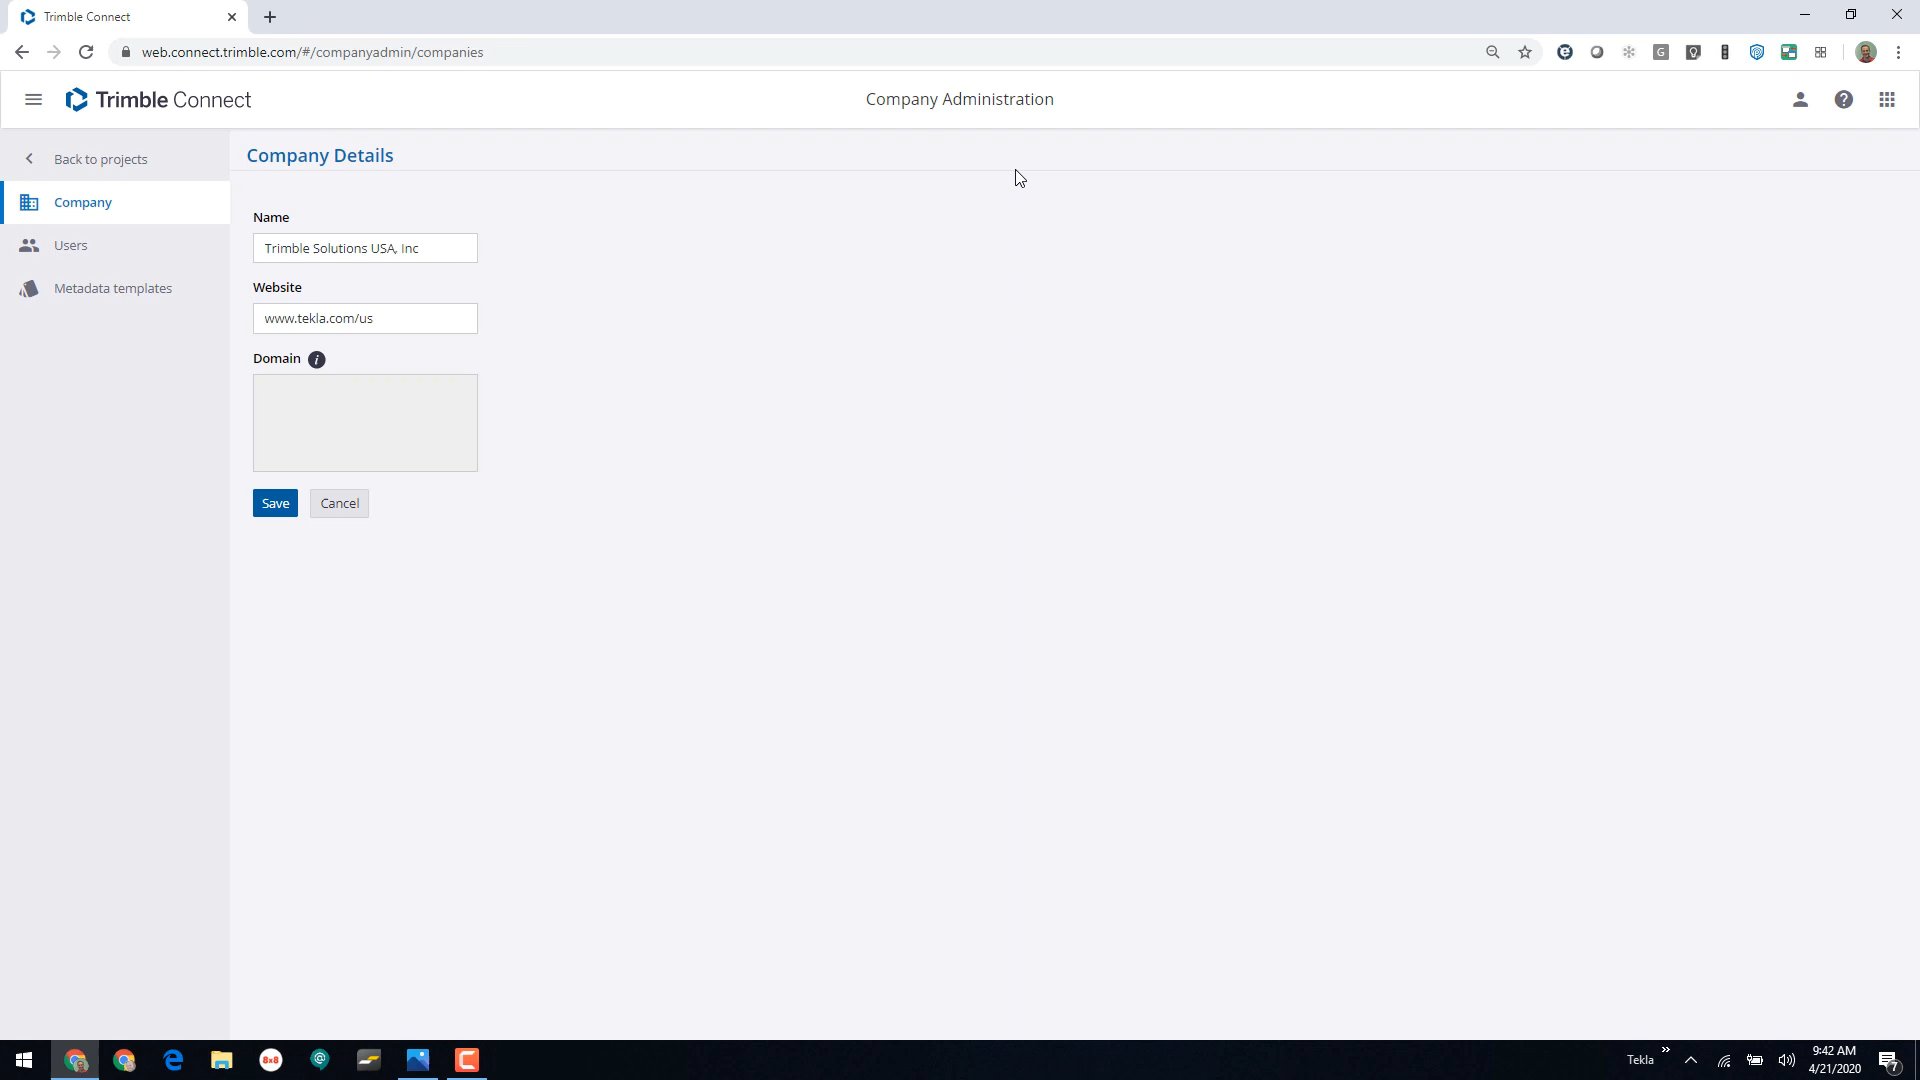 Trimble Connect
web.connect.trimble.com/#/companyadmin/companies
G
Trimble Connect
Company Administration
Back to projects
Company
Users
Metadata templates
Company Details
Name
Trimble Solutions USA, Inc
Website
www.tekla.com/us
Domain i
Save Cancel
8x8
Tekla
9:42 AM
4/21/2020
7